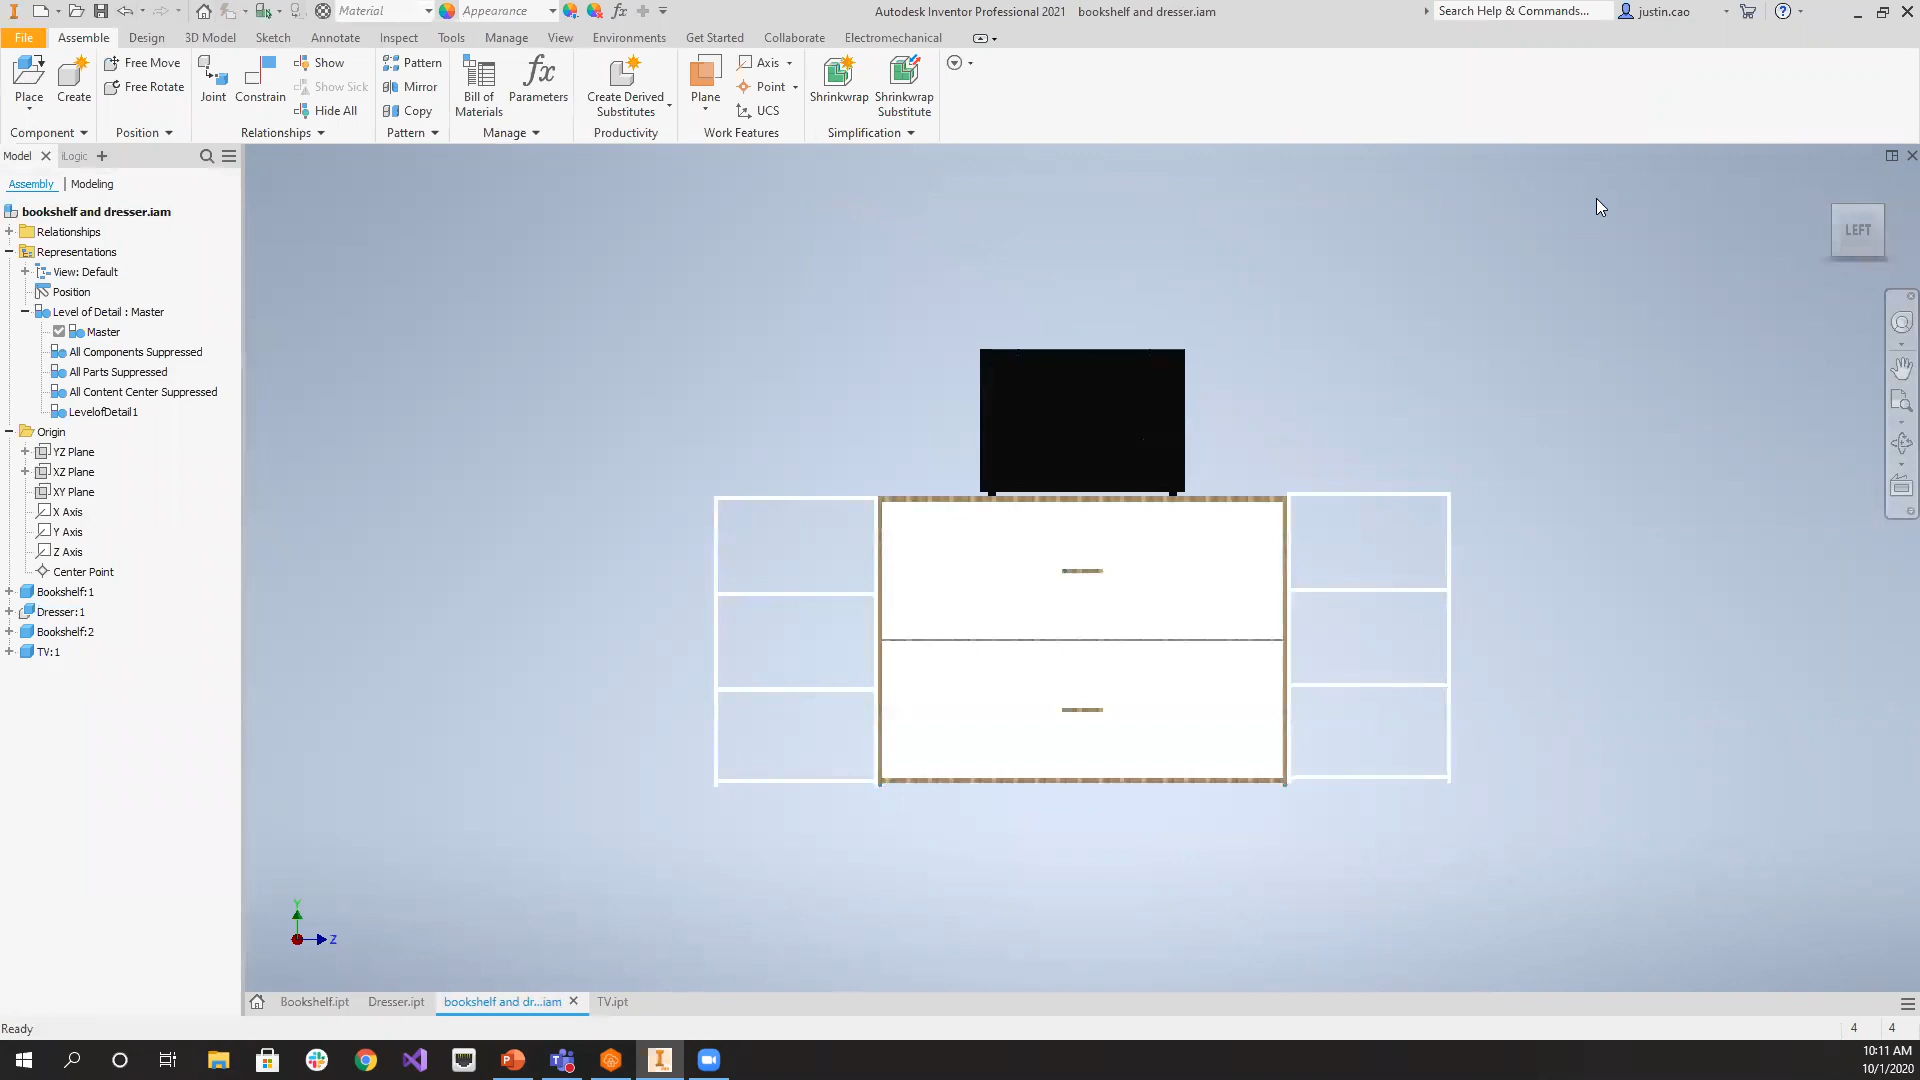 Material
Appearance
Autodesk Inventor Professional 2021 bookshelf and dresser.iam
Search Help & Commands...
justin.cao
File Assemble Design 3D Model Sketch Annotate Inspect Tools Manage View Environments Get Started Collaborate Electromechanical
Place
Create
Free Move
Free Rotate
Joint
Constrain
Show
Show Sick
Hide All
Pattern
Mirror
Copy
Bill of
Materials
Parameters
Create Derived
Substitutes
Plane
Axis
Point
UCS
Shrinkwrap
Shrinkwrap
Substitute
Component Position Relationships Pattern Manage Productivity Work Features Simplification
Model iLogic
Assembly Modeling
bookshelf and dresser.iam
Relationships
Representations
View: Default
Position
Level of Detail : Master
Master
All Components Suppressed
All Parts Suppressed
All Content Center Suppressed
LevelofDetail1
Origin
YZ Plane
XZ Plane
XY Plane
X Axis
Y Axis
Z Axis
Center Point
Bookshelf:1
Dresser:1
Bookshelf:2
TV:1
LEFT
Y
Z
Bookshelf.ipt Dresser.ipt bookshelf and dr...iam TV.ipt
Ready
4 4
10:11 AM
10/1/2020